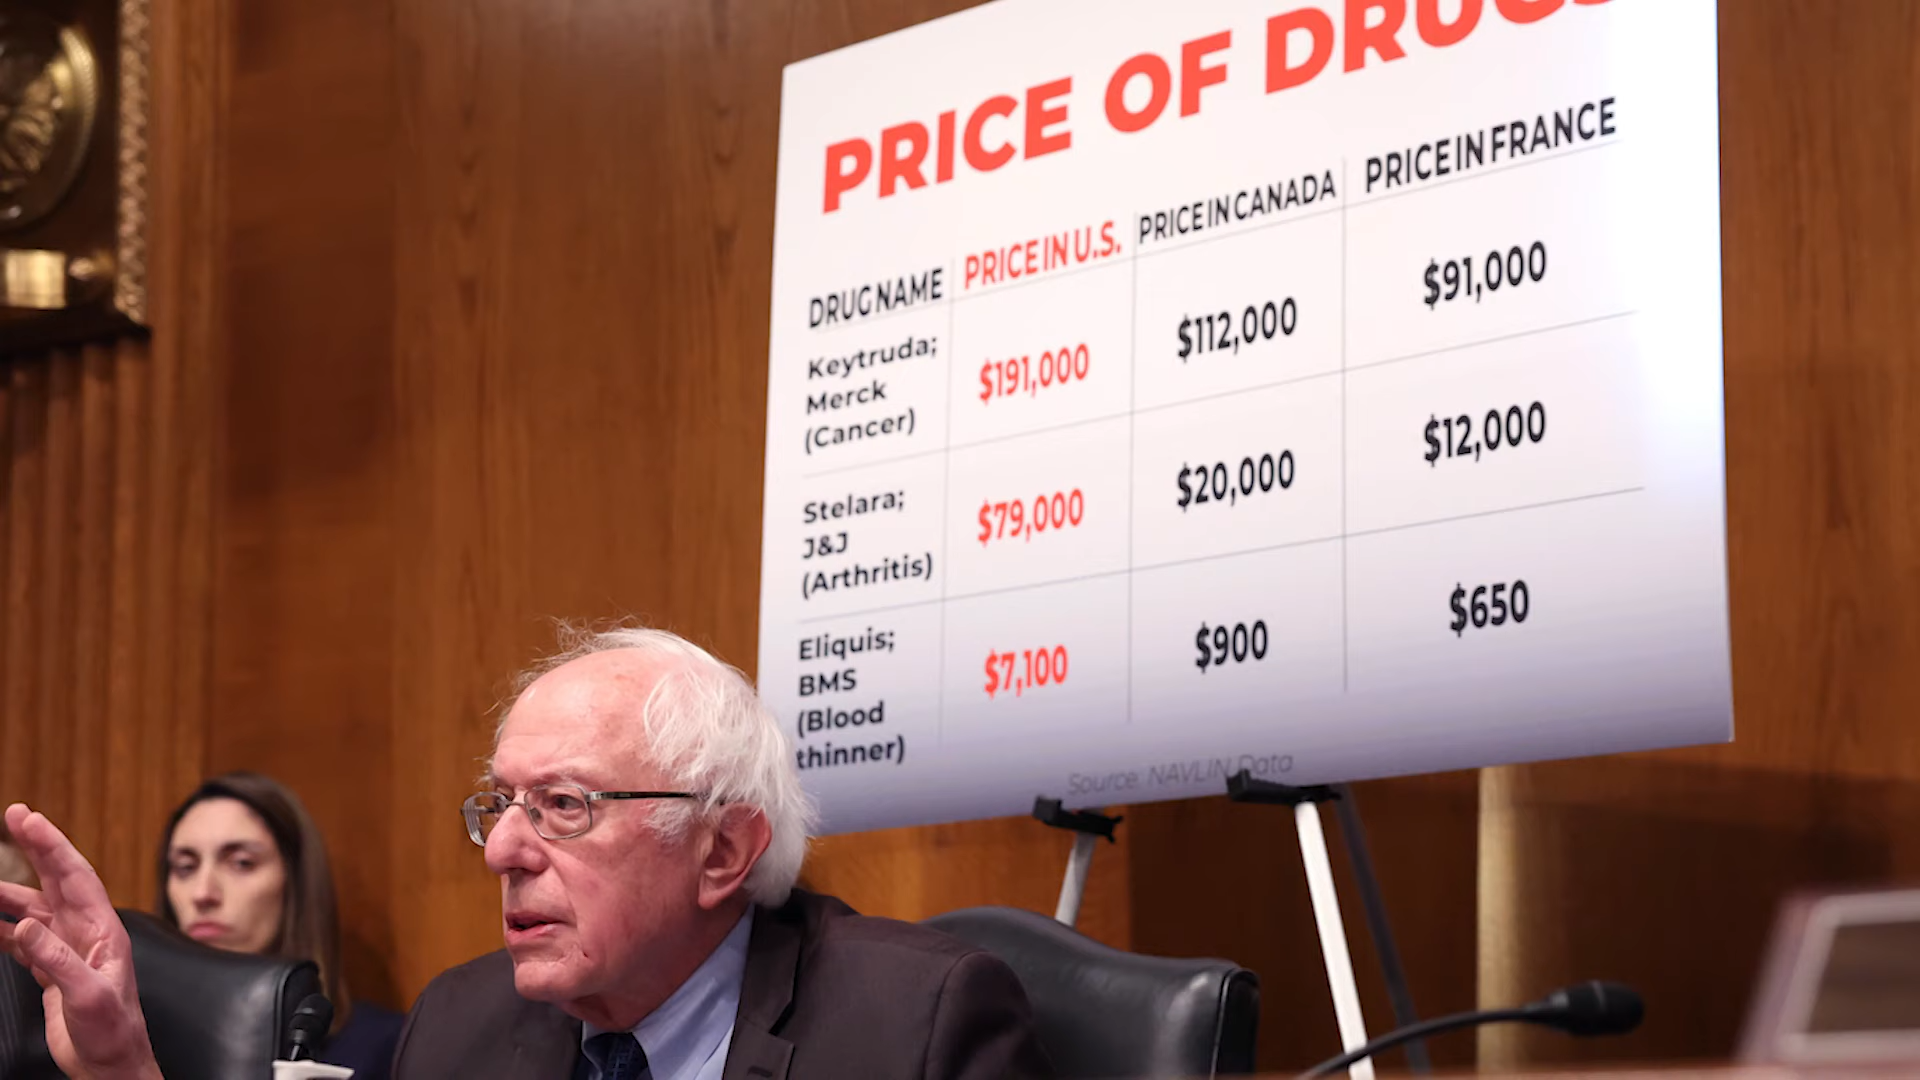 PRICE OF DRUGS
DRUG NAME PRICE IN U.S. PRICE IN CANADA PRICE IN FRANCE
Keytruda;
Merck
(Cancer)
$191,000 $112,000 $91,000
Stelara;
J&J
(Arthritis)
$79,000 $20,000 $12,000
Eliquis;
BMS
(Blood
thinner)
$7,100 $900 $650
Source: NAVLIN Data